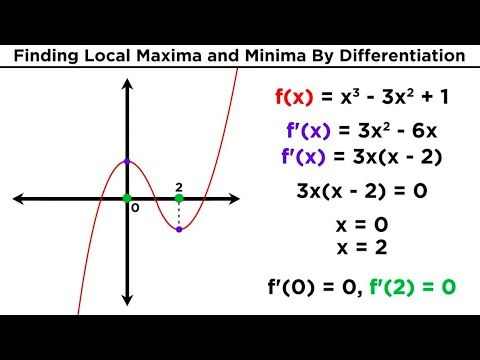 Finding Local Maxima and Minima By Differentiation
f(x) = x³ - 3x² + 1
f'(x) = 3x² - 6x
f'(x) = 3x(x - 2)
3x(x - 2) = 0
x = 0
x = 2
f'(0) = 0, f'(2) = 0
2
0